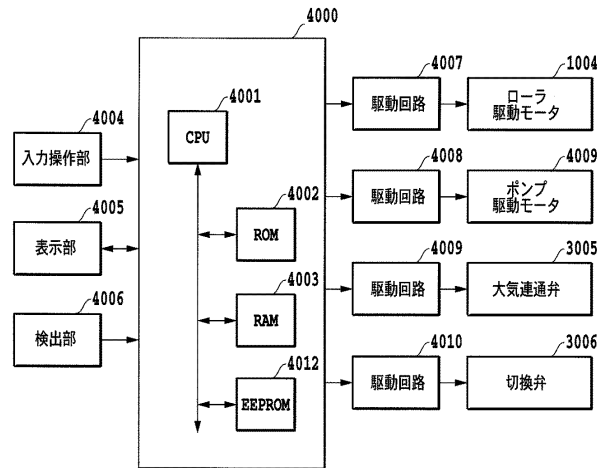 4000
4001
CPU
4002
ROM
4003
RAM
4012
EEPROM
4004
入力操作部
4005
表示部
4006
検出部
4007
駆動回路
1004
ローラ
駆動モータ
4008
駆動回路
4009
ポンプ
駆動モータ
4009
駆動回路
3005
大気連通弁
4010
駆動回路
3006
切換弁